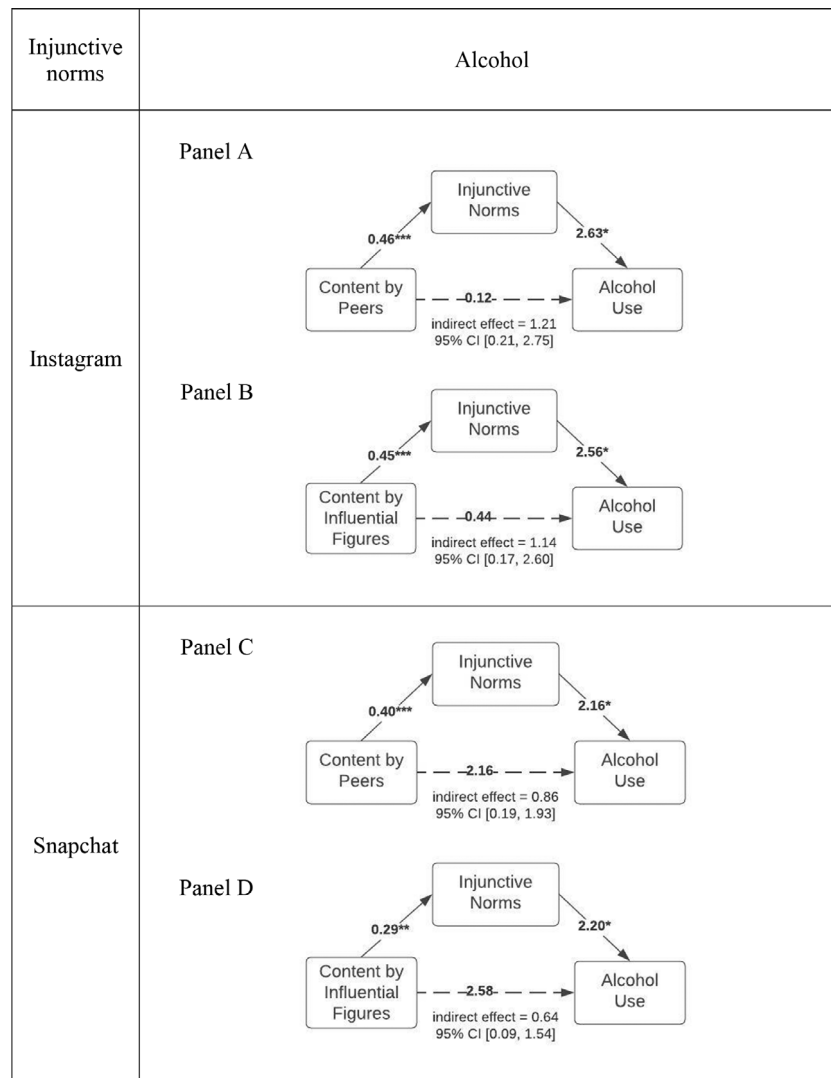 Injunctive
norms
Alcohol
Instagram
Panel A
Injunctive
Norms
0.46***
2.63*
Content by
Peers
0.12
Alcohol
Use
indirect effect = 1.21
95% CI [0.21, 2.75]
Panel B
Injunctive
Norms
0.45***
2.56*
Content by
Influential
Figures
0.44
Alcohol
Use
indirect effect = 1.14
95% CI [0.17, 2.60]
Snapchat
Panel C
Injunctive
Norms
0.40***
2.16*
Content by
Peers
2.16
Alcohol
Use
indirect effect = 0.86
95% CI [0.19, 1.93]
Panel D
Injunctive
Norms
0.29**
2.20*
Content by
Influential
Figures
2.58
Alcohol
Use
indirect effect = 0.64
95% CI [0.09, 1.54]